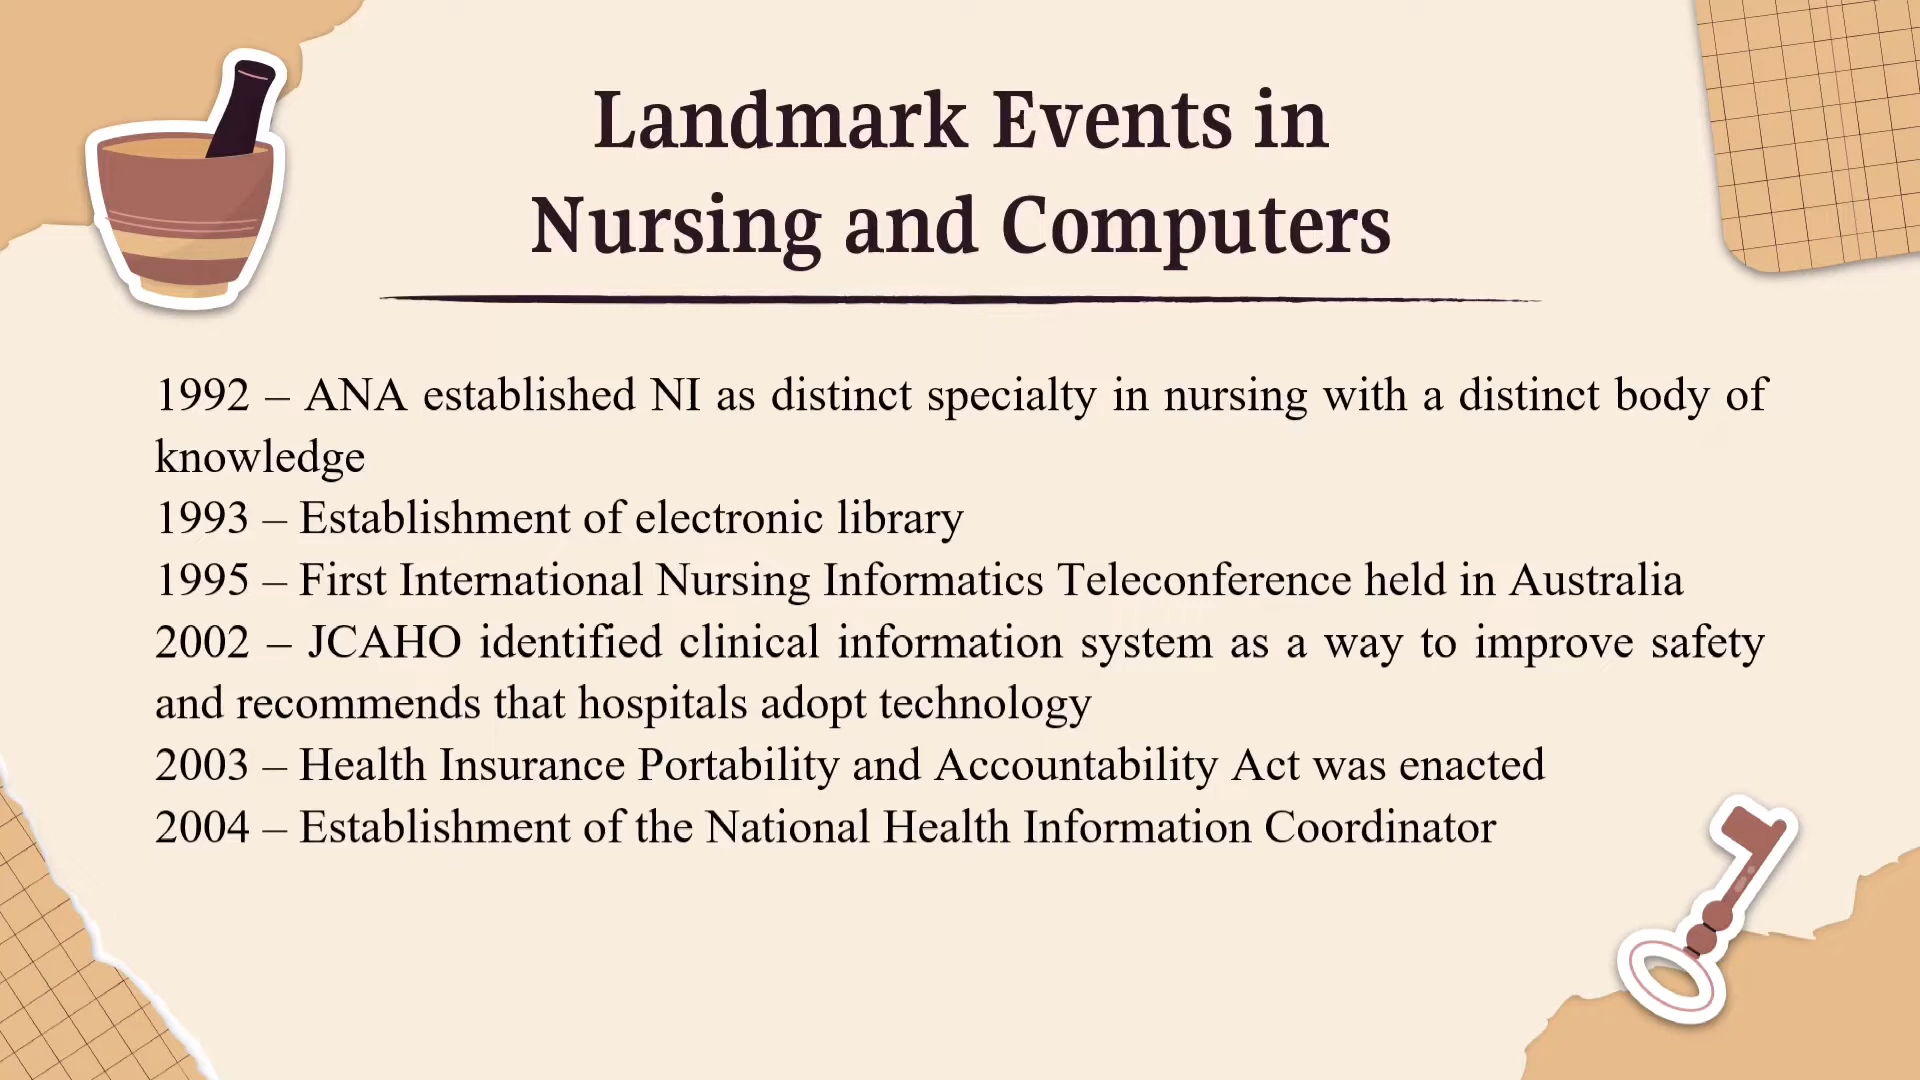 Landmark Events in
Nursing and Computers
1992 – ANA established NI as distinct specialty in nursing with a distinct body of
knowledge
1993 – Establishment of electronic library
1995 – First International Nursing Informatics Teleconference held in Australia
2002 – JCAHO identified clinical information system as a way to improve safety
and recommends that hospitals adopt technology
2003 – Health Insurance Portability and Accountability Act was enacted
2004 – Establishment of the National Health Information Coordinator